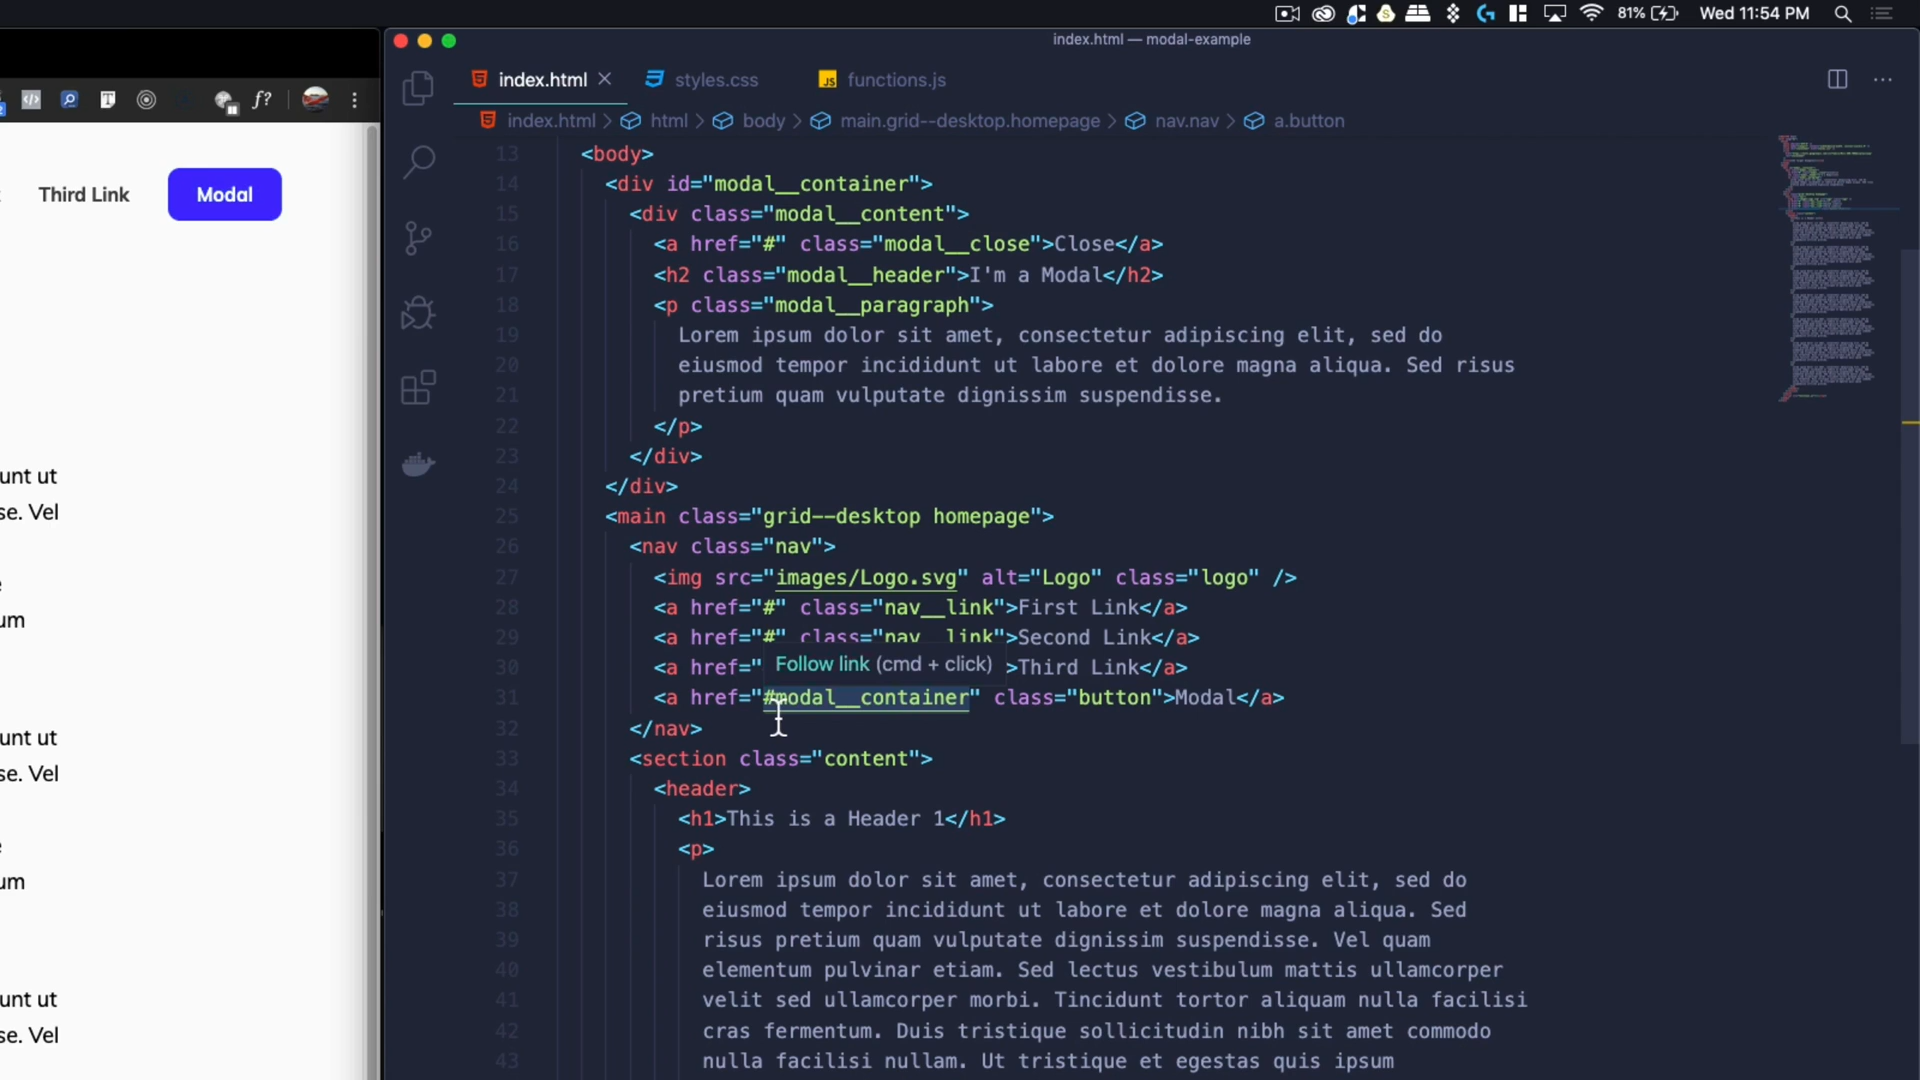 81%
Wed 11:54 PM
index.html — modal-example
index.html
styles.css
JS functions.js
index.html > html > body > main.grid--desktop.homepage > nav.nav > a.button
f?
Third Link
Modal
unt ut
se. Vel
um
unt ut
se. Vel
um
unt ut
se. Vel
13 <body>
14 <div id="modal__container">
15 <div class="modal__content">
16 <a href="#" class="modal__close">Close</a>
17 <h2 class="modal__header">I'm a Modal</h2>
18 <p class="modal__paragraph">
19 Lorem ipsum dolor sit amet, consectetur adipiscing elit, sed do
20 eiusmod tempor incididunt ut labore et dolore magna aliqua. Sed risus
21 pretium quam vulputate dignissim suspendisse.
22 </p>
23 </div>
24 </div>
25 <main class="grid--desktop homepage">
26 <nav class="nav">
27 <img src="images/Logo.svg" alt="Logo" class="logo" />
28 <a href="#" class="nav__link">First Link</a>
29 <a href="#" class="nav__link">Second Link</a>
Follow link (cmd + click)
30 <a href=" >Third Link</a>
31 <a href="#modal__container" class="button">Modal</a>
32 </nav>
33 <section class="content">
34 <header>
35 <h1>This is a Header 1</h1>
36 <p>
37 Lorem ipsum dolor sit amet, consectetur adipiscing elit, sed do
38 eiusmod tempor incididunt ut labore et dolore magna aliqua. Sed
39 risus pretium quam vulputate dignissim suspendisse. Vel quam
40 elementum pulvinar etiam. Sed lectus vestibulum mattis ullamcorper
41 velit sed ullamcorper morbi. Tincidunt tortor aliquam nulla facilisi
42 cras fermentum. Duis tristique sollicitudin nibh sit amet commodo
43 nulla facilisi nullam. Ut tristique et egestas quis ipsum